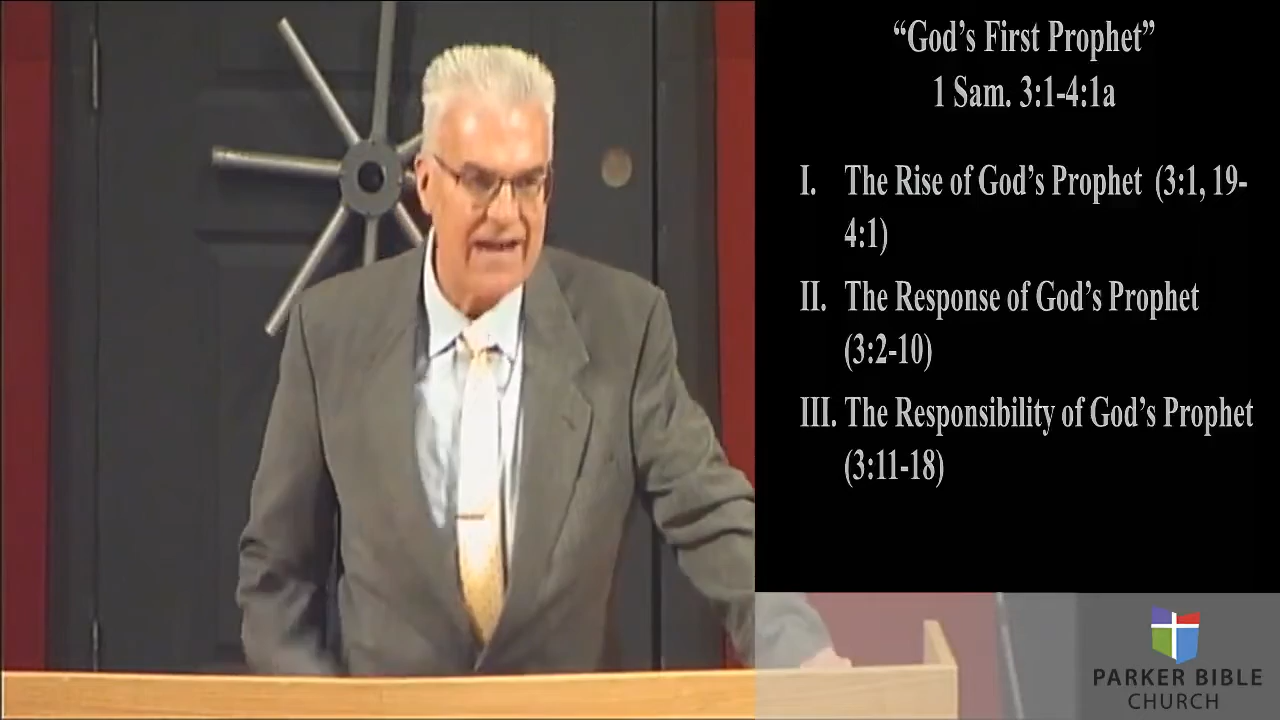 “God’s First Prophet”
1 Sam. 3:1-4:1a
I. The Rise of God’s Prophet (3:1, 19-
4:1)
II. The Response of God’s Prophet
(3:2-10)
III. The Responsibility of God’s Prophet
(3:11-18)
PARKER BIBLE
CHURCH